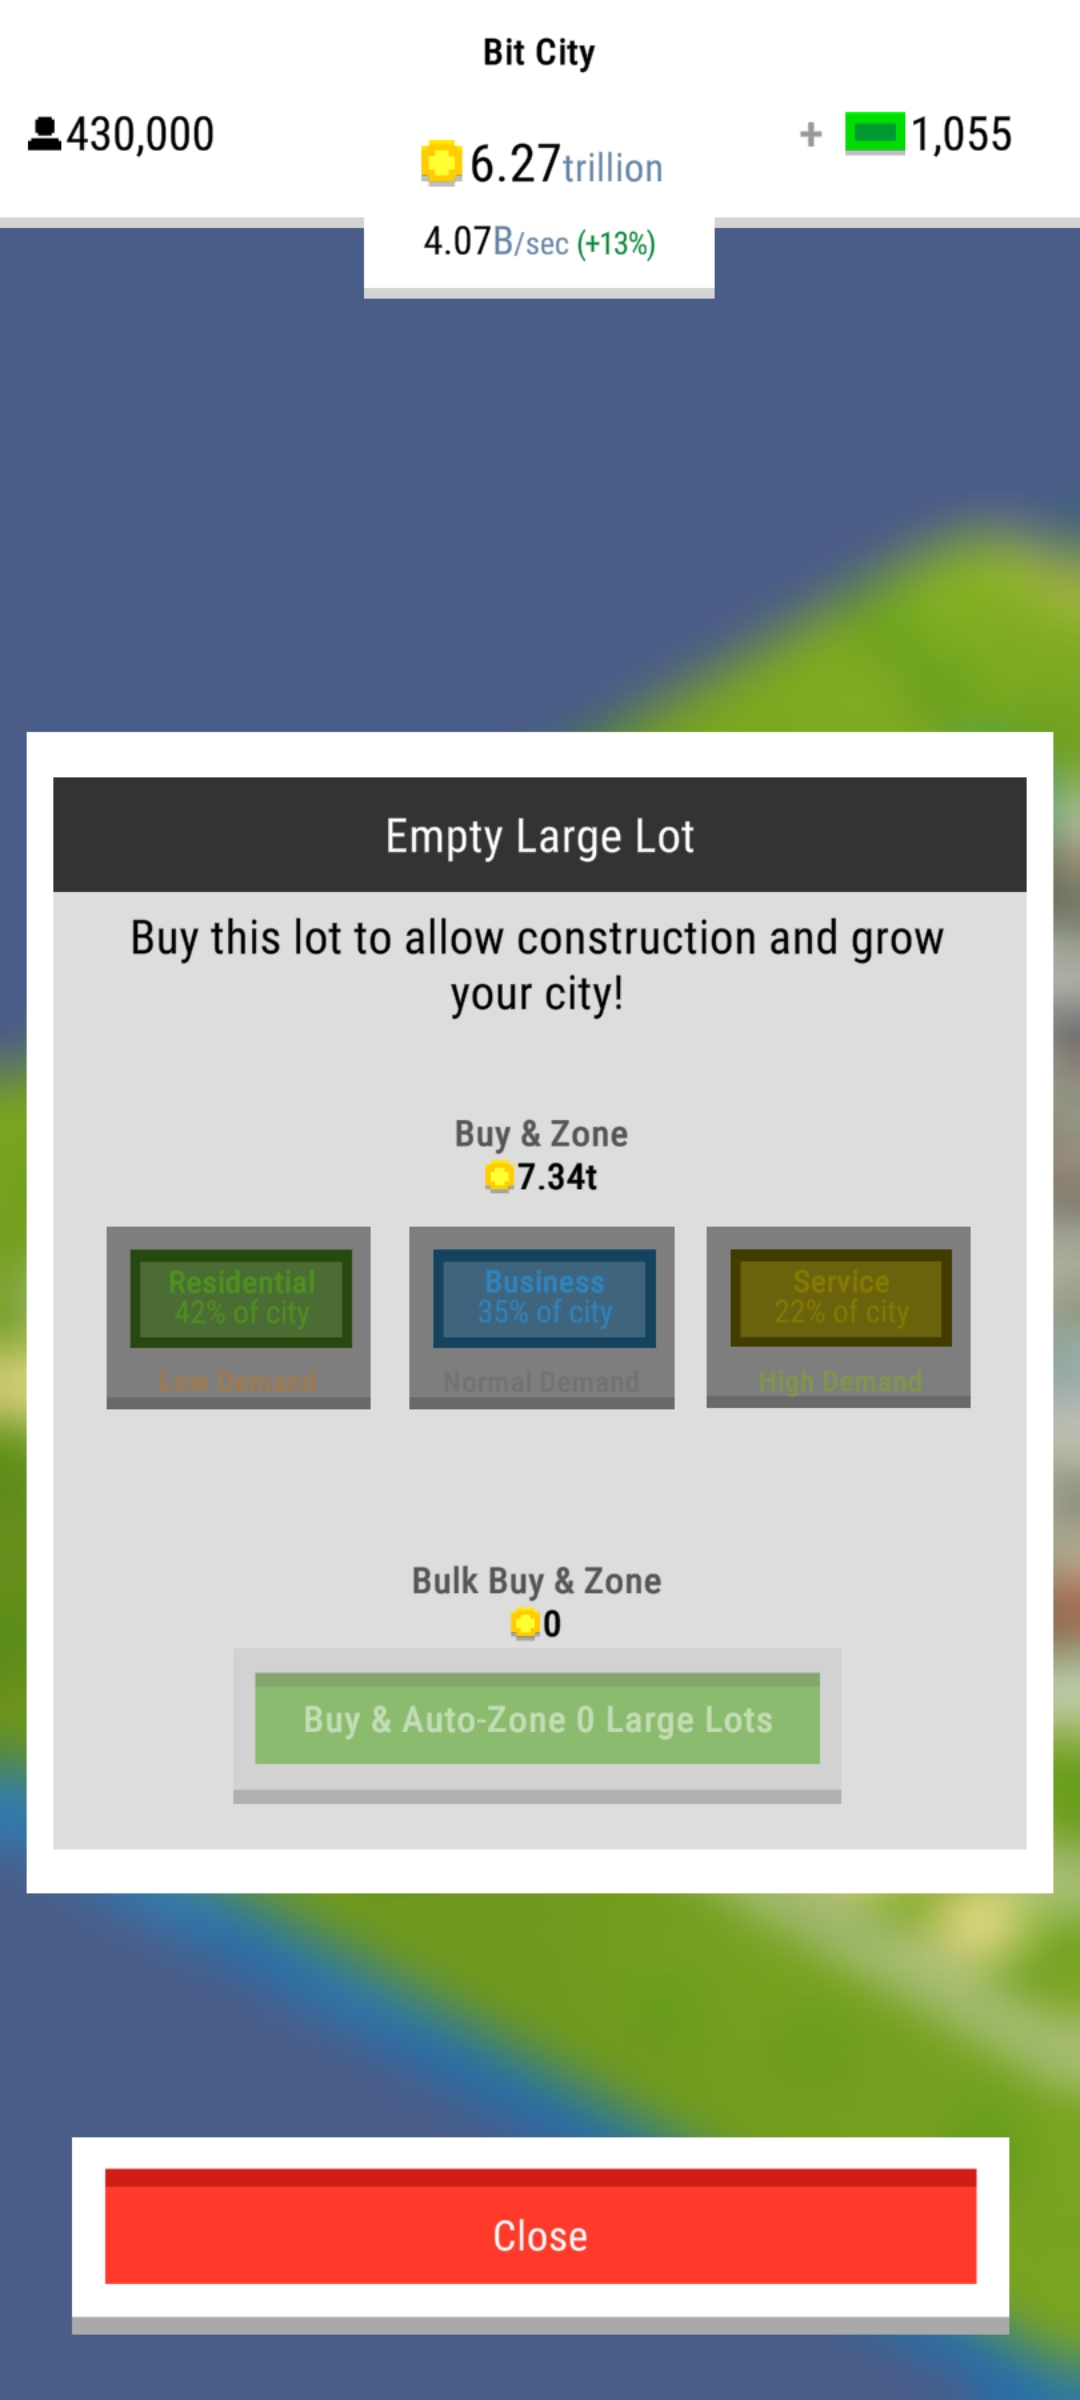 Bit City
430,000
6.27trillion
+ 1,055
4.07B/sec (+13%)
Empty Large Lot
Buy this lot to allow construction and grow
your city!
Buy & Zone
7.34t
Residential
42% of city
Low Demand
Business
35% of city
Normal Demand
Service
22% of city
High Demand
Bulk Buy & Zone
0
Buy & Auto-Zone 0 Large Lots
Close